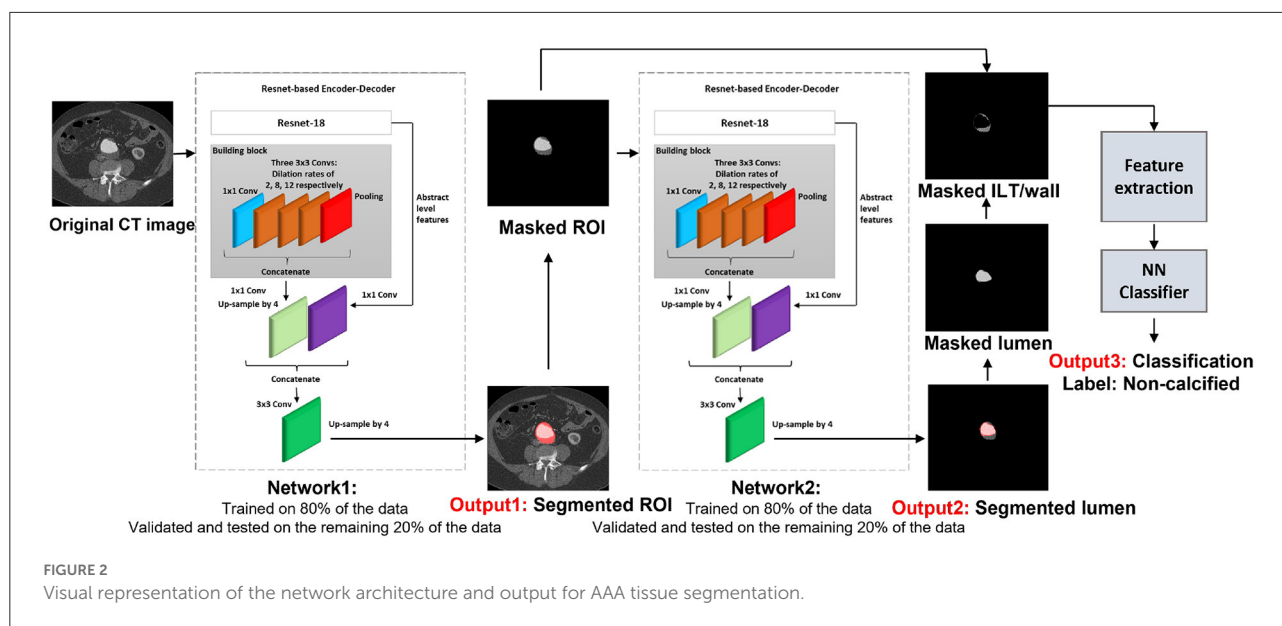 Original CT image
Resnet-based Encoder-Decoder
Resnet-18
Building block
Three 3x3 Convs:
Dilation rates of
2, 8, 12 respectively
1x1 Conv
Pooling
Abstract
level
features
Concatenate
1x1 Conv
Up-sample by 4
1x1 Conv
Concatenate
3x3 Conv
Up-sample by 4
Network1:
Trained on 80% of the data
Validated and tested on the remaining 20% of the data
Masked ROI
Output1: Segmented ROI
Resnet-based Encoder-Decoder
Resnet-18
Building block
Three 3x3 Convs:
Dilation rates of
2, 8, 12 respectively
1x1 Conv
Pooling
Abstract
level
features
Concatenate
1x1 Conv
Up-sample by 4
1x1 Conv
Concatenate
3x3 Conv
Up-sample by 4
Network2:
Trained on 80% of the data
Validated and tested on the remaining 20% of the data
Masked ILT/wall
Masked lumen
Output2: Segmented lumen
Feature
extraction
NN
Classifier
Output3: Classification
Label: Non-calcified
FIGURE 2
Visual representation of the network architecture and output for AAA tissue segmentation.